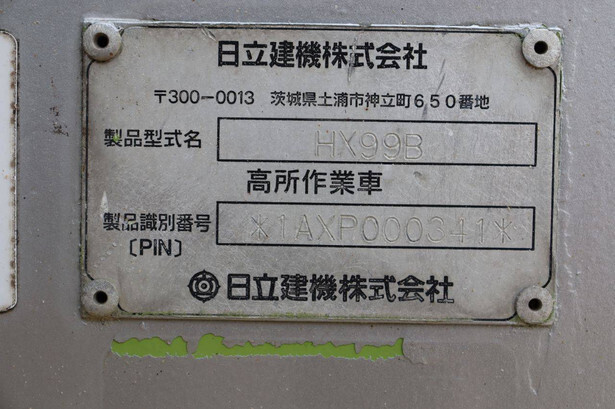 日立建機株式会社
〒300-0013 茨城県土浦市神立町650番地
製品型式名 HX99B
高所作業車
製品識別番号 *1AXP000341*
〔PIN〕
日立建機株式会社